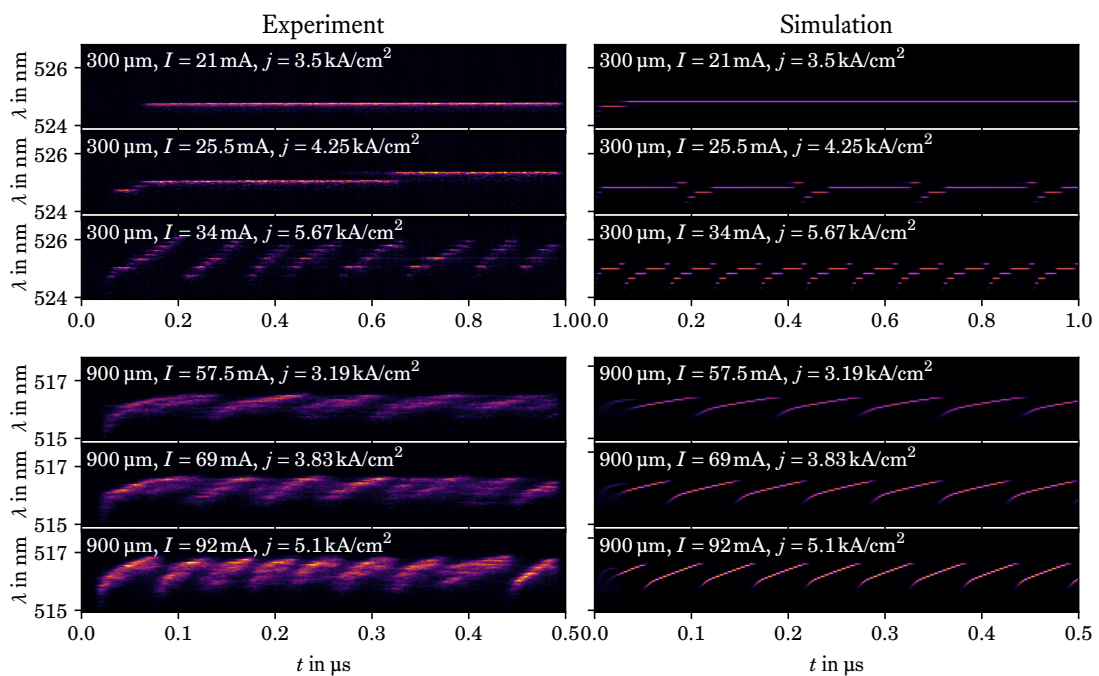 Experiment Simulation
526 300 µm, I = 21 mA, j = 3.5 kA/cm² 300 µm, I = 21 mA, j = 3.5 kA/cm²
λ in nm
524
526 300 µm, I = 25.5 mA, j = 4.25 kA/cm² 300 µm, I = 25.5 mA, j = 4.25 kA/cm²
λ in nm
524
526 300 µm, I = 34 mA, j = 5.67 kA/cm² 300 µm, I = 34 mA, j = 5.67 kA/cm²
λ in nm
524
0.0 0.2 0.4 0.6 0.8 1.0 0.0 0.2 0.4 0.6 0.8 1.0
517 900 µm, I = 57.5 mA, j = 3.19 kA/cm² 900 µm, I = 57.5 mA, j = 3.19 kA/cm²
λ in nm
515
517 900 µm, I = 69 mA, j = 3.83 kA/cm² 900 µm, I = 69 mA, j = 3.83 kA/cm²
λ in nm
515
517 900 µm, I = 92 mA, j = 5.1 kA/cm² 900 µm, I = 92 mA, j = 5.1 kA/cm²
λ in nm
515
0.0 0.1 0.2 0.3 0.4 0.5 0.0 0.1 0.2 0.3 0.4 0.5
t in µs t in µs